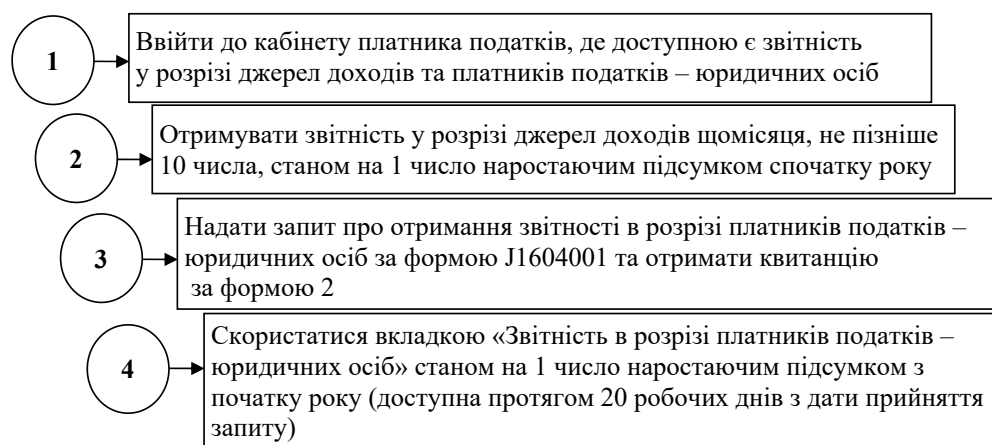 1
Ввійти до кабінету платника податків, де доступною є звітність
у розрізі джерел доходів та платників податків – юридичних осіб
2
Отримувати звітність у розрізі джерел доходів щомісяця, не пізніше
10 числа, станом на 1 число наростаючим підсумком спочатку року
3
Надати запит про отримання звітності в розрізі платників податків –
юридичних осіб за формою J1604001 та отримати квитанцію
за формою 2
4
Скористатися вкладкою «Звітність в розрізі платників податків –
юридичних осіб» станом на 1 число наростаючим підсумком з
початку року (доступна протягом 20 робочих днів з дати прийняття
запиту)